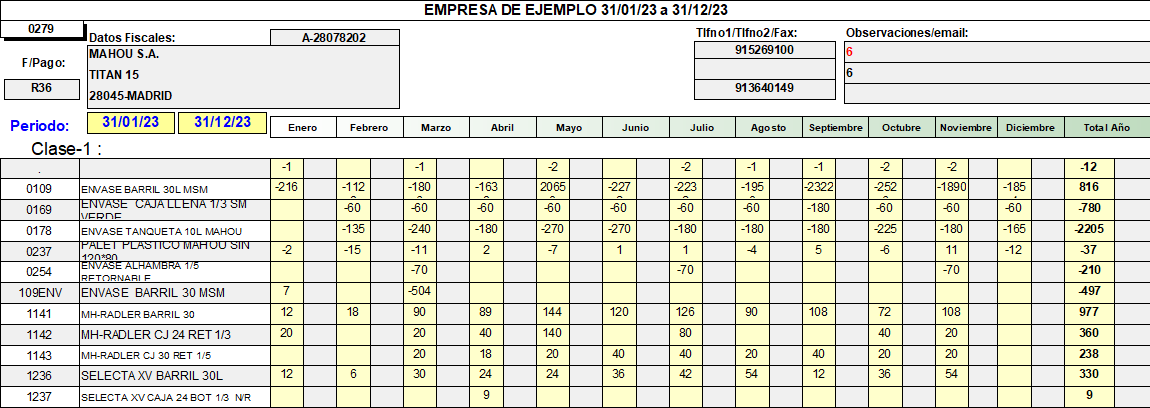 EMPRESA DE EJEMPLO 31/01/23 a 31/12/23
0279
Datos Fiscales: A-28078202
Tlfno1/Tlfno2/Fax: Observaciones/email:
MAHOU S.A. 915269100 6
F/Pago: TITAN 15 6
R36 28045-MADRID 913640149
Periodo: 31/01/23 31/12/23 Enero Febrero Marzo Abril Mayo Junio Julio Agosto Septiembre Octubre Noviembre Diciembre Total Año
Clase-1 :
. -1 -1 -2 -2 -1 -1 -2 -2 -12
0109 ENVASE BARRIL 30L MSM -216 -112 -180 -163 2065 -227 -223 -195 -2322 -252 -1890 -185 816
0169 ENVASE CAJA LLENA 1/3 SM VERDE -60 -60 -60 -60 -60 -60 -60 -180 -60 -60 -60 -780
0178 ENVASE TANQUETA 10L MAHOU -135 -240 -180 -270 -270 -180 -180 -180 -225 -180 -165 -2205
0237 PALET PLASTICO MAHOU SIN 120*80 -2 -15 -11 2 -7 1 1 -4 5 -6 11 -12 -37
0254 ENVASE ALHAMBRA 1/5 RETORNABLE -70 -70 -70 -210
109ENV ENVASE BARRIL 30 MSM 7 -504 -497
1141 MH-RADLER BARRIL 30 12 18 90 89 144 120 126 90 108 72 108 977
1142 MH-RADLER CJ 24 RET 1/3 20 20 40 140 80 40 20 360
1143 MH-RADLER CJ 30 RET 1/5 20 18 20 40 40 20 40 20 20 238
1236 SELECTA XV BARRIL 30L 12 6 30 24 24 36 42 54 12 36 54 330
1237 SELECTA XV CAJA 24 BOT 1/3 N/R 9 9